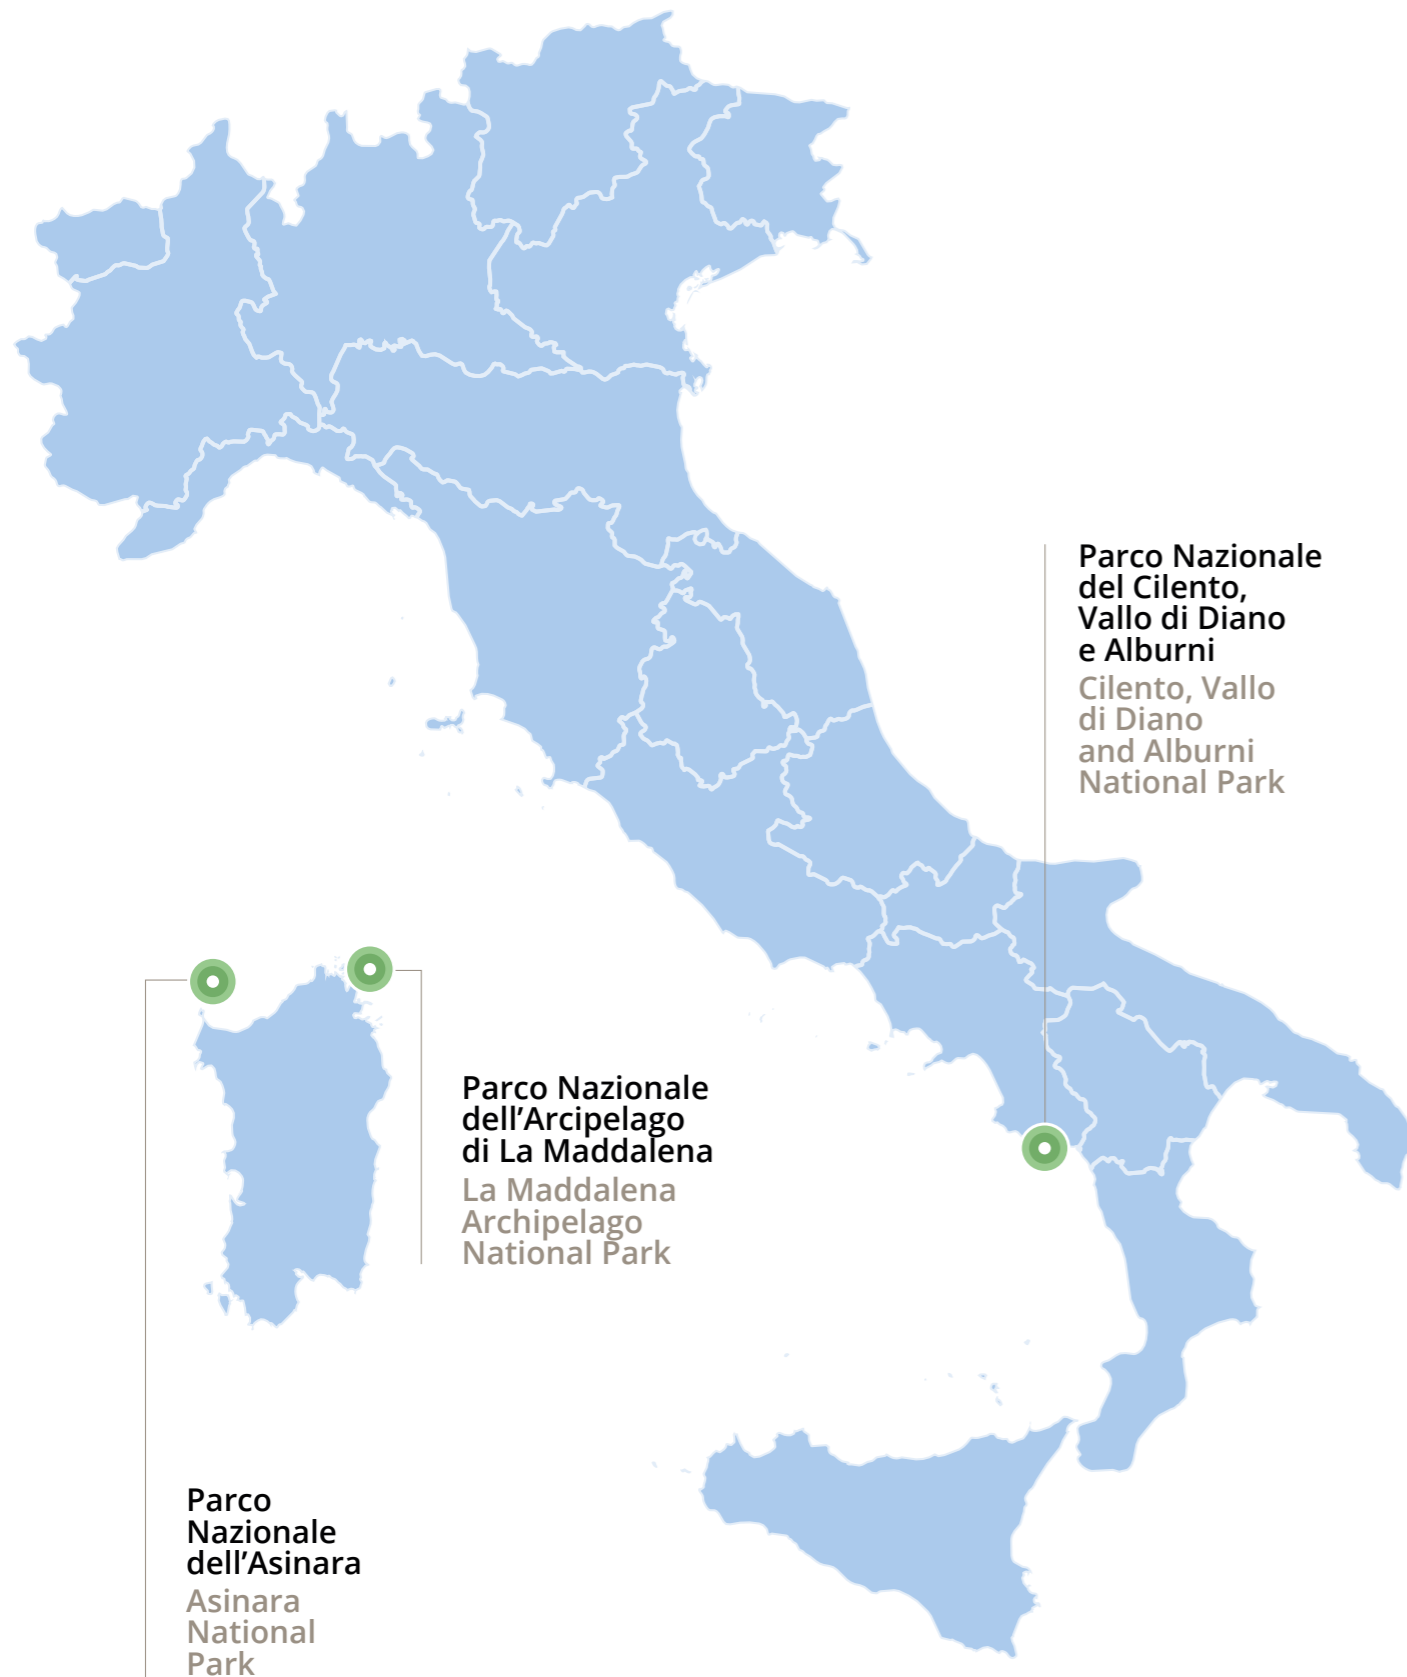 Parco Nazionale
del Cilento,
Vallo di Diano
e Alburni
Cilento, Vallo
di Diano
and Alburni
National Park
Parco Nazionale
dell’Arcipelago
di La Maddalena
La Maddalena
Archipelago
National Park
Parco
Nazionale
dell’Asinara
Asinara
National
Park